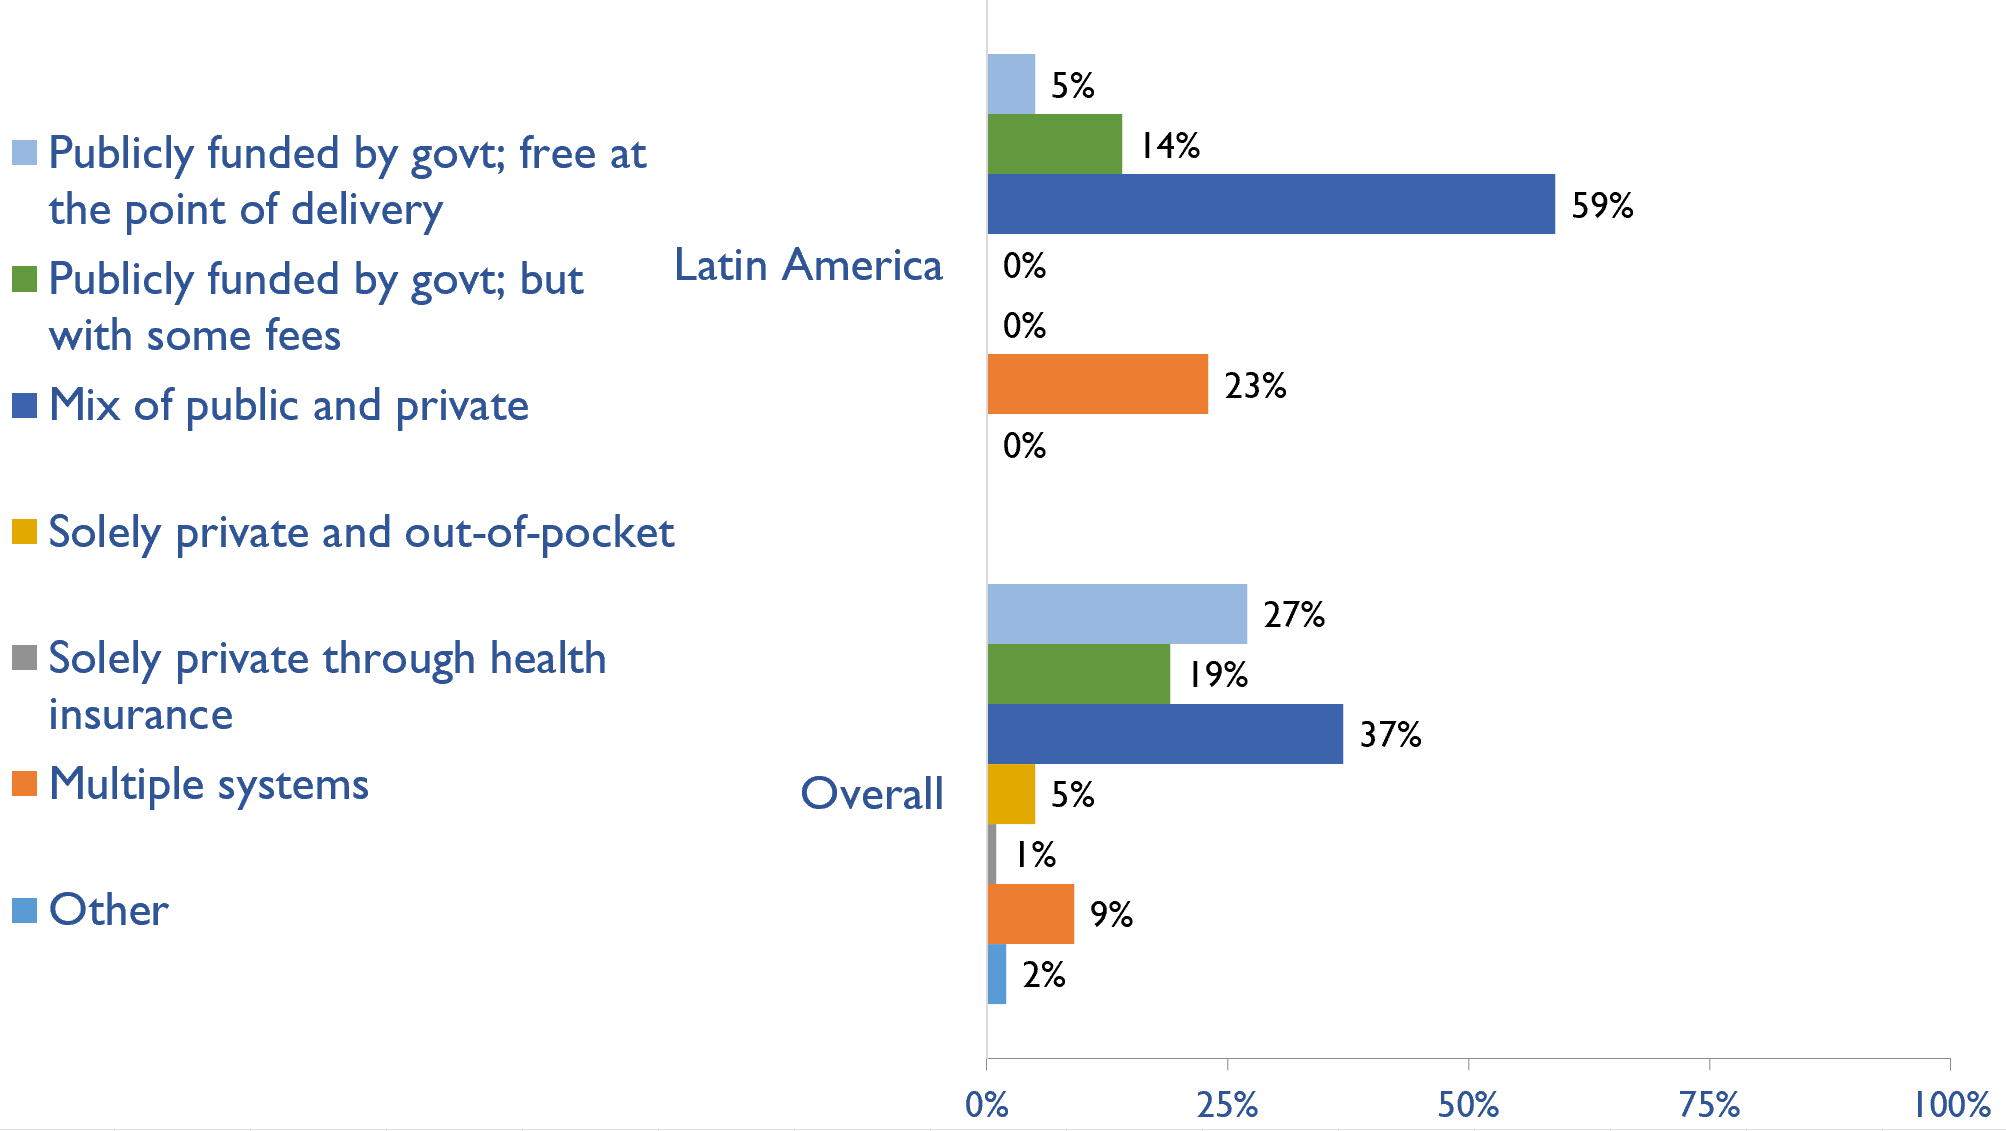 Publicly funded by govt; free at
the point of delivery
Publicly funded by govt; but
with some fees
Mix of public and private
Solely private and out-of-pocket
Solely private through health
insurance
Multiple systems
Other
Latin America
5%
14%
59%
0%
0%
23%
0%
Overall
27%
19%
37%
5%
1%
9%
2%
0%
25%
50%
75%
100%